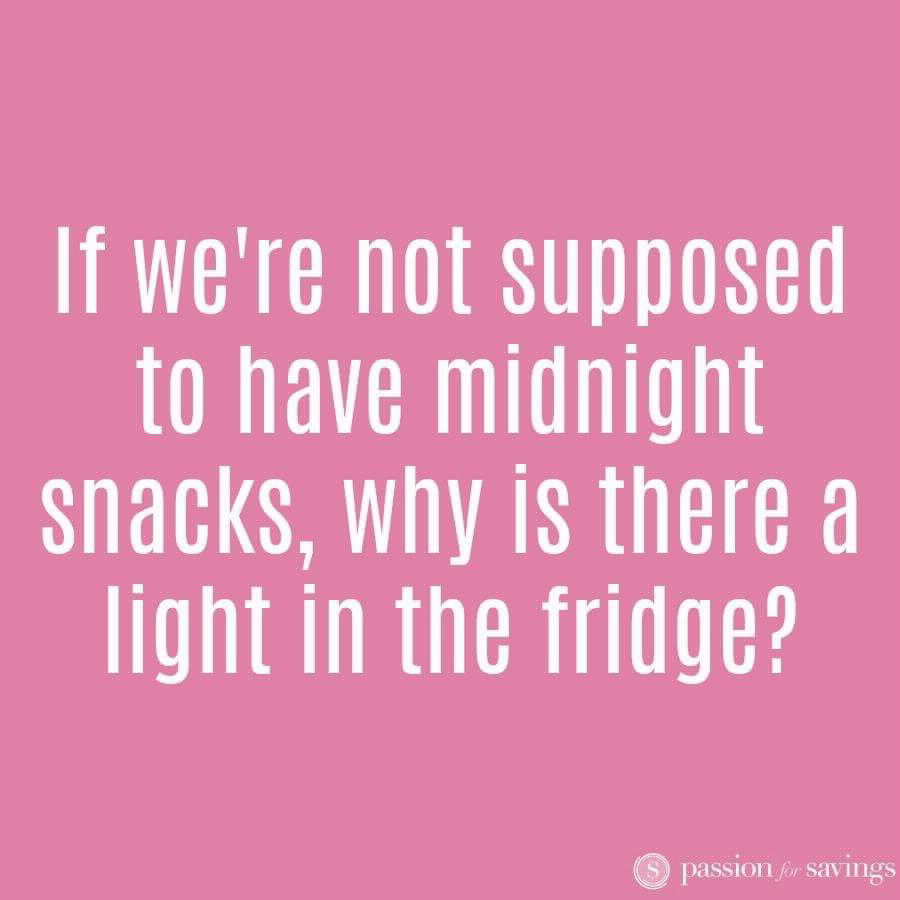 If we're not supposed
to have midnight
snacks, why is there a
light in the fridge?
S passion for savings